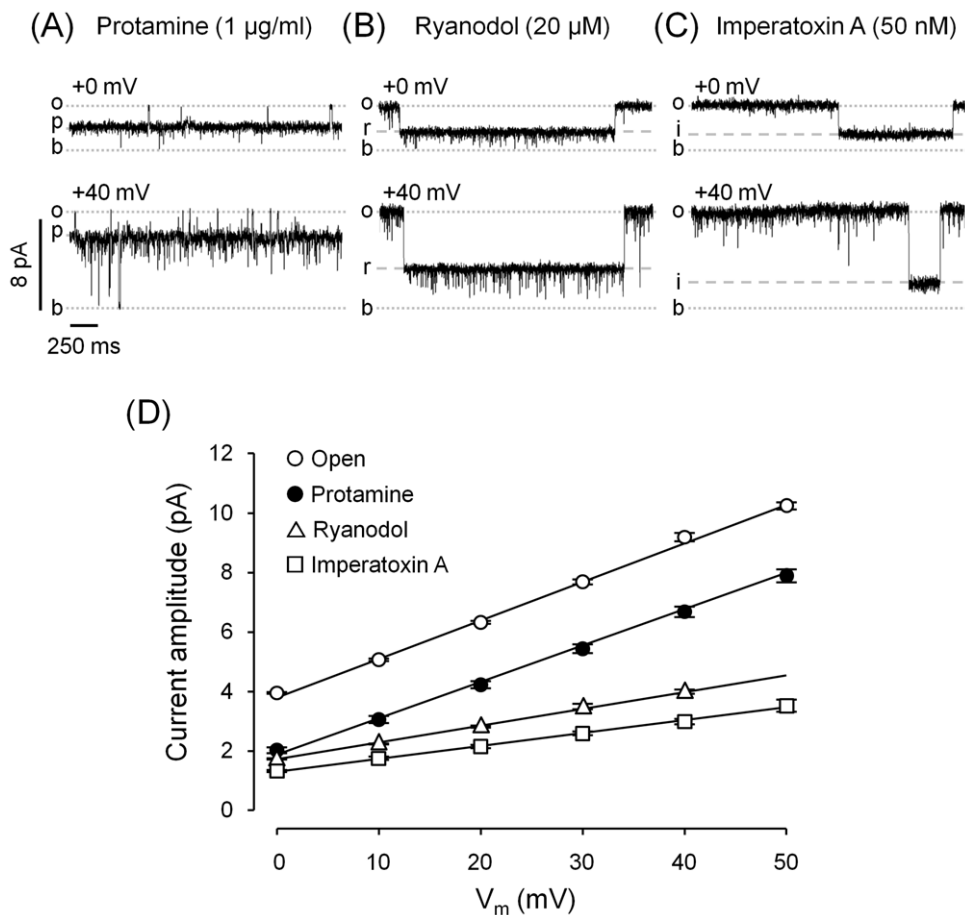 (A) Protamine (1 µg/ml) (B) Ryanodol (20 µM) (C) Imperatoxin A (50 nM)
+0 mV +0 mV +0 mV
o o o
p r i
b b b
+40 mV +40 mV +40 mV
o o o
p
r
i
b b b
8 pA
250 ms
(D)
Open
Protamine
Ryanodol
Imperatoxin A
Current amplitude (pA)
12
10
8
6
4
2
0
0 10 20 30 40 50
Vm (mV)